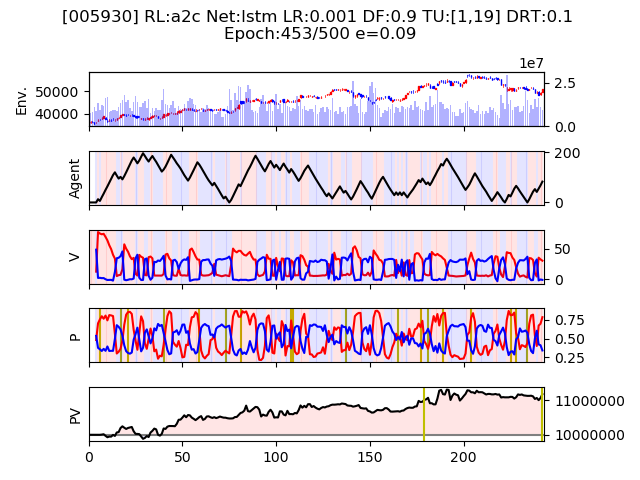 [005930] RL:a2c Net:lstm LR:0.001 DF:0.9 TU:[1,19] DRT:0.1
Epoch:453/500 e=0.09
1e7
Env.
50000
40000
2.5
0.0
Agent
200
0
V
50
0
P
0.75
0.50
0.25
PV
11000000
10000000
0 50 100 150 200